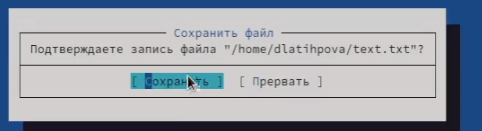 Сохранить файл
Подтверждаете запись файла "/home/dlatihpova/text.txt"?
[ Сохранить ] [ Прервать ]